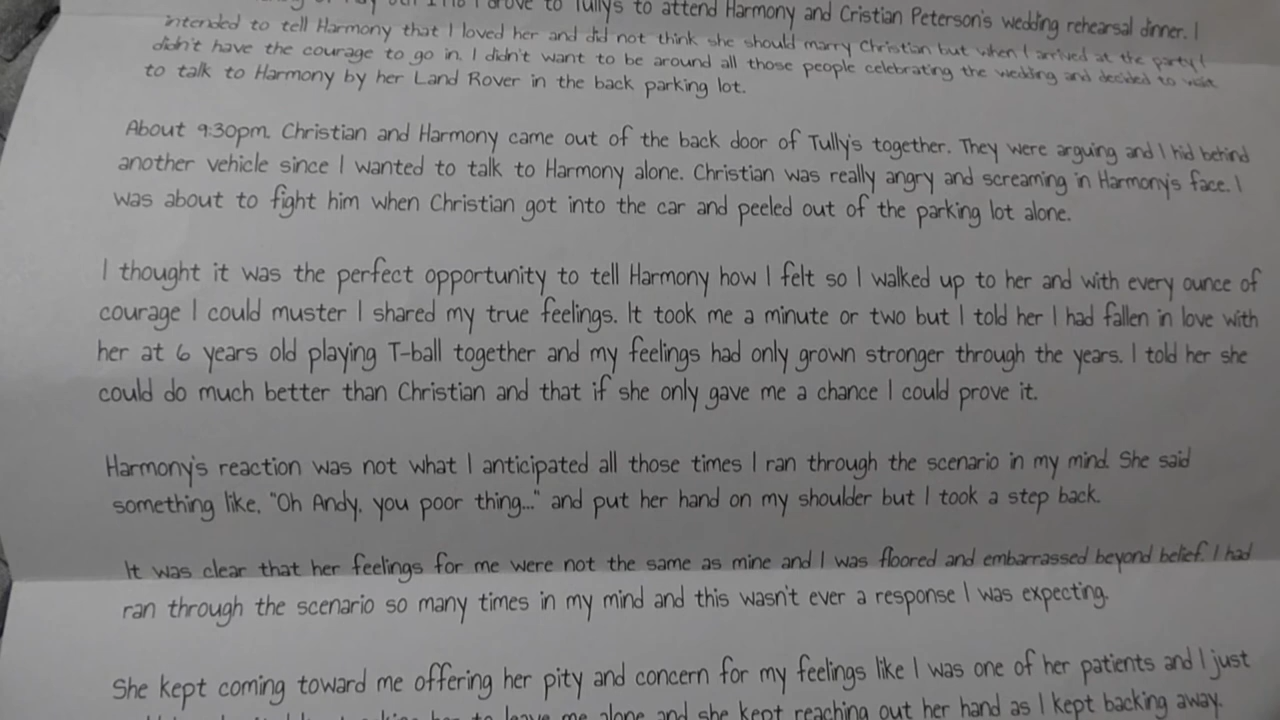 I drove to Tully's to attend Harmony and Cristian Peterson's wedding rehearsal dinner. I
intended to tell Harmony that I loved her and did not think she should marry Christian but when I arrived at the party I
didn't have the courage to go in. I didn't want to be around all those people celebrating the wedding and decided to wait
to talk to Harmony by her Land Rover in the back parking lot.
About 9:30pm. Christian and Harmony came out of the back door of Tully's together. They were arguing and I hid behind
another vehicle since I wanted to talk to Harmony alone. Christian was really angry and screaming in Harmony's face. I
was about to fight him when Christian got into the car and peeled out of the parking lot alone.
I thought it was the perfect opportunity to tell Harmony how I felt so I walked up to her and with every ounce of
courage I could muster I shared my true feelings. It took me a minute or two but I told her I had fallen in love with
her at 6 years old playing T-ball together and my feelings had only grown stronger through the years. I told her she
could do much better than Christian and that if she only gave me a chance I could prove it.
Harmony's reaction was not what I anticipated all those times I ran through the scenario in my mind. She said
something like, "Oh Andy, you poor thing..." and put her hand on my shoulder but I took a step back.
It was clear that her feelings for me were not the same as mine and I was floored and embarrassed beyond belief. I had
ran through the scenario so many times in my mind and this wasn't ever a response I was expecting.
She kept coming toward me offering her pity and concern for my feelings like I was one of her patients and I just
her to leave me alone and she kept reaching out her hand as I kept backing away.